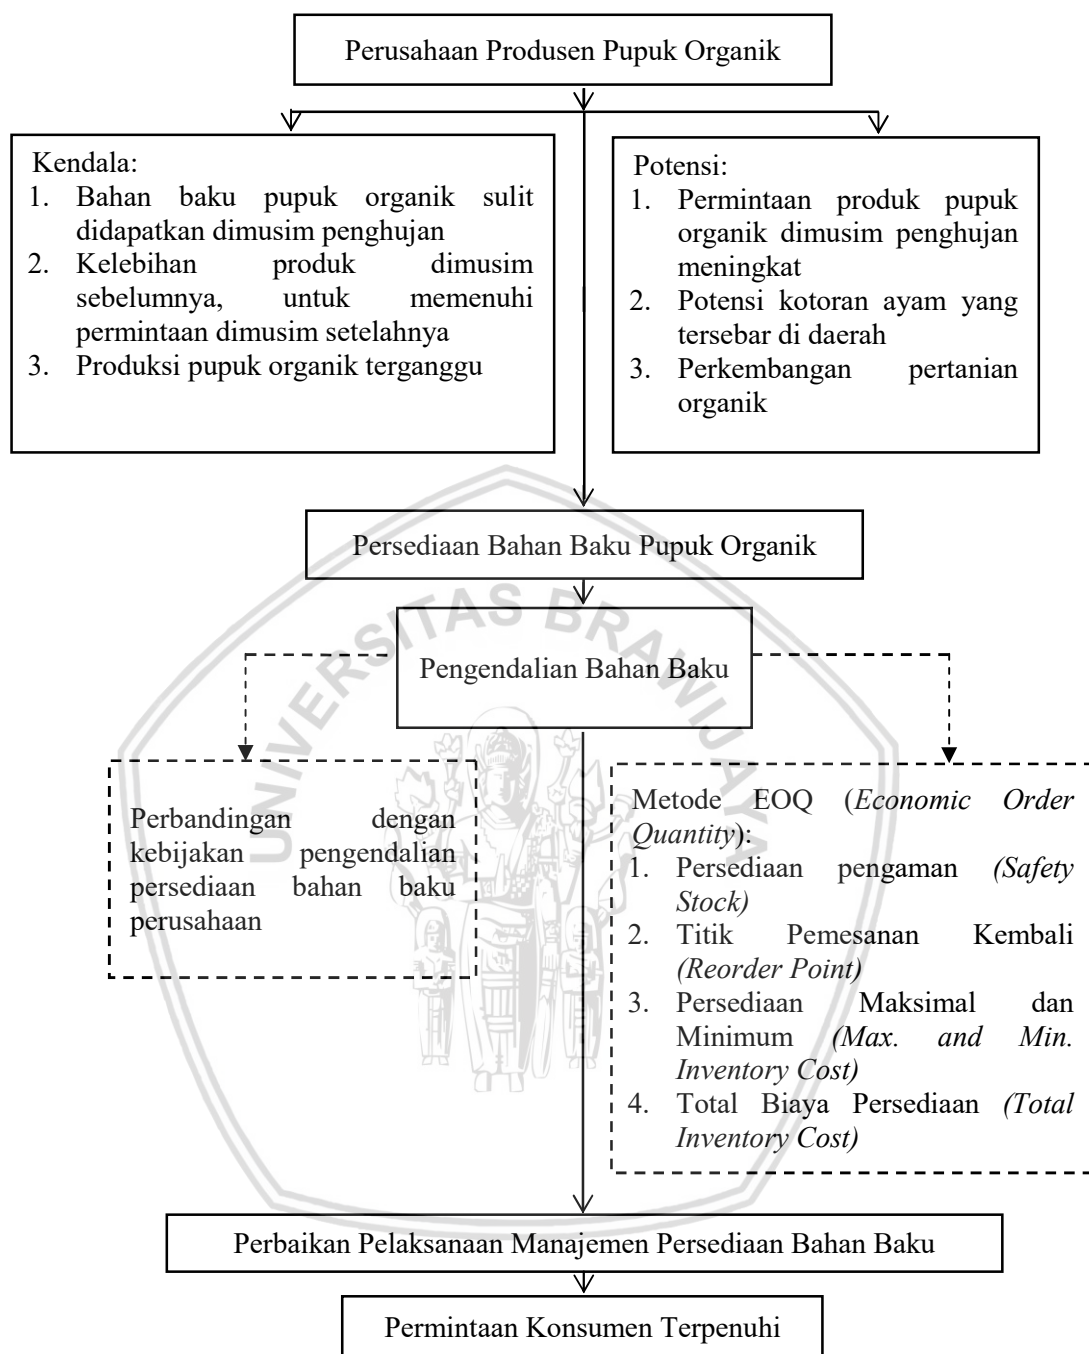 Perusahaan Produsen Pupuk Organik
Kendala:
1. Bahan baku pupuk organik sulit
didapatkan dimusim penghujan
2. Kelebihan produk dimusim
sebelumnya, untuk memenuhi
permintaan dimusim setelahnya
3. Produksi pupuk organik terganggu
Potensi:
1. Permintaan produk pupuk
organik dimusim penghujan
meningkat
2. Potensi kotoran ayam yang
tersebar di daerah
3. Perkembangan pertanian
organik
Persediaan Bahan Baku Pupuk Organik
UNIVERSITAS BRAWIJAYA
Pengendalian Bahan Baku
Perbandingan dengan
kebijakan pengendalian
persediaan bahan baku
perusahaan
Metode EOQ (Economic Order
Quantity):
1. Persediaan pengaman (Safety
Stock)
2. Titik Pemesanan Kembali
(Reorder Point)
3. Persediaan Maksimal dan
Minimum (Max. and Min.
Inventory Cost)
4. Total Biaya Persediaan (Total
Inventory Cost)
Perbaikan Pelaksanaan Manajemen Persediaan Bahan Baku
Permintaan Konsumen Terpenuhi